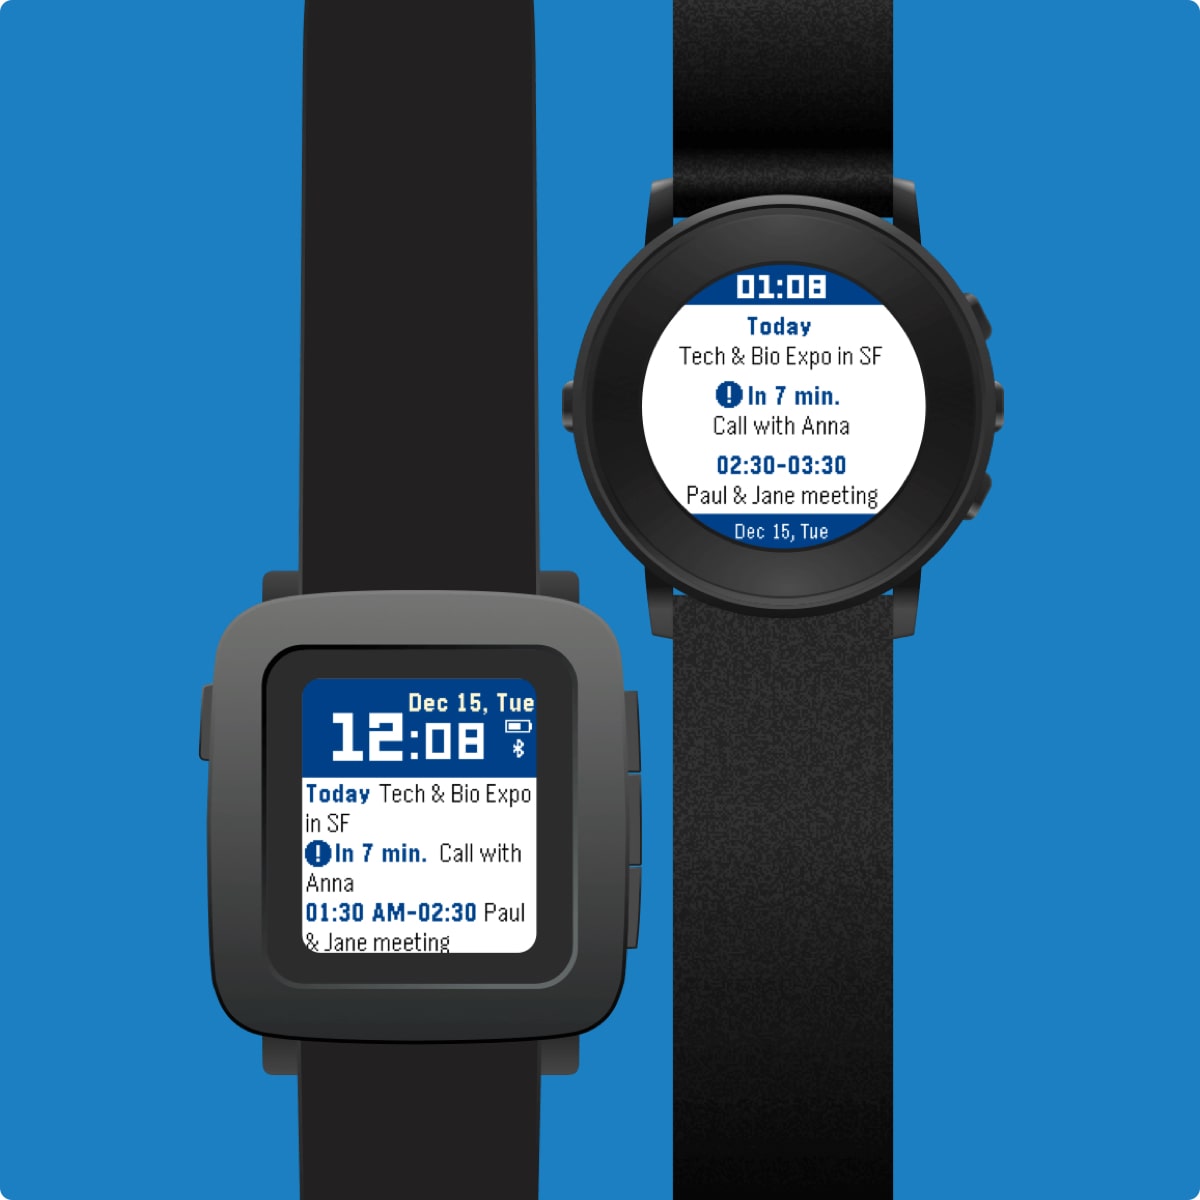 01:08
Today
Tech & Bio Expo in SF
! In 7 min.
Call with Anna
02:30-03:30
Paul & Jane meeting
Dec 15, Tue
Dec 15, Tue
12:08
Today Tech & Bio Expo
in SF
! In 7 min. Call with
Anna
01:30 AM-02:30 Paul
& Jane meeting